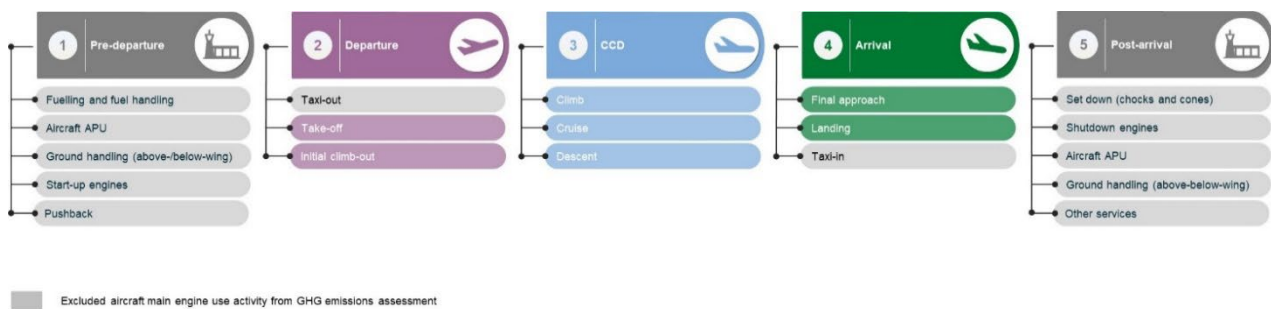 1 Pre-departure
Fuelling and fuel handling
Aircraft APU
Ground handling (above-/below-wing)
Start-up engines
Pushback
2 Departure
Taxi-out
Take-off
Initial climb-out
3 CCD
Climb
Cruise
Descent
4 Arrival
Final approach
Landing
Taxi-in
5 Post-arrival
Set down (chocks and cones)
Shutdown engines
Aircraft APU
Ground handling (above-below-wing)
Other services
Excluded aircraft main engine use activity from GHG emissions assessment